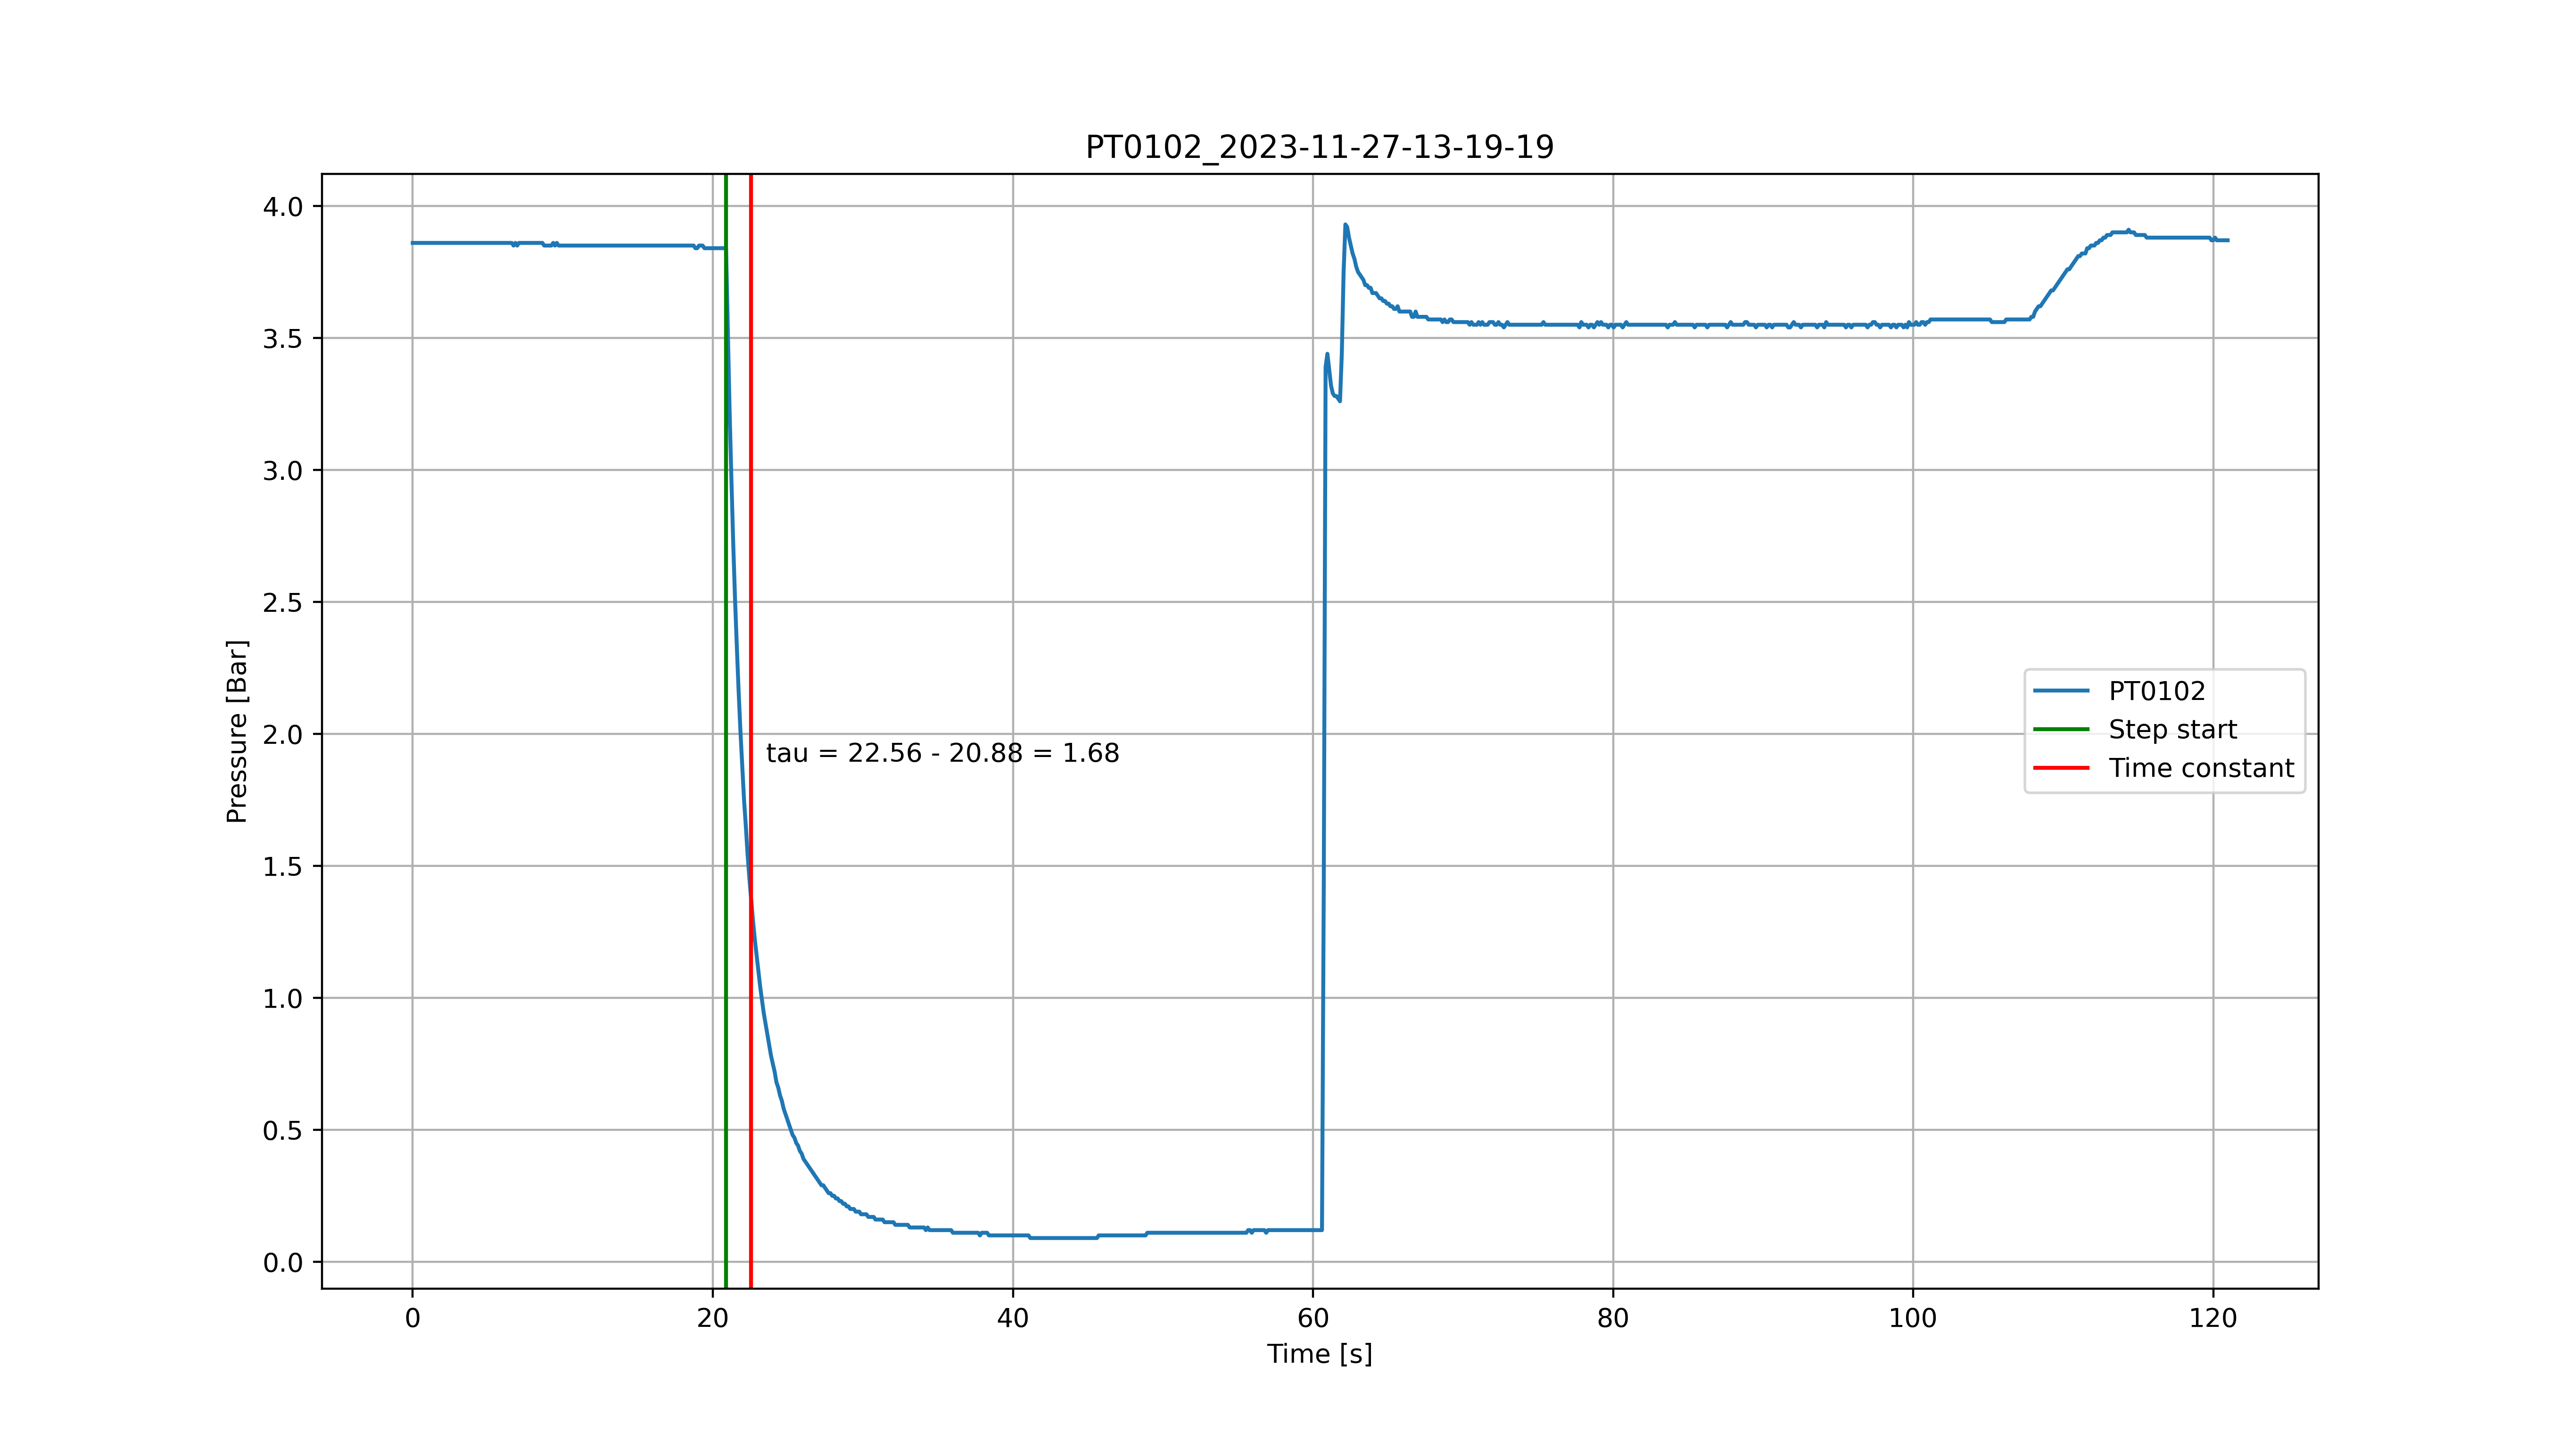 PT0102_2023-11-27-13-19-19
4.0
3.5
3.0
2.5
2.0
1.5
1.0
0.5
0.0
Pressure [Bar]
tau = 22.56 - 20.88 = 1.68
PT0102
Step start
Time constant
0 20 40 60 80 100 120
Time [s]